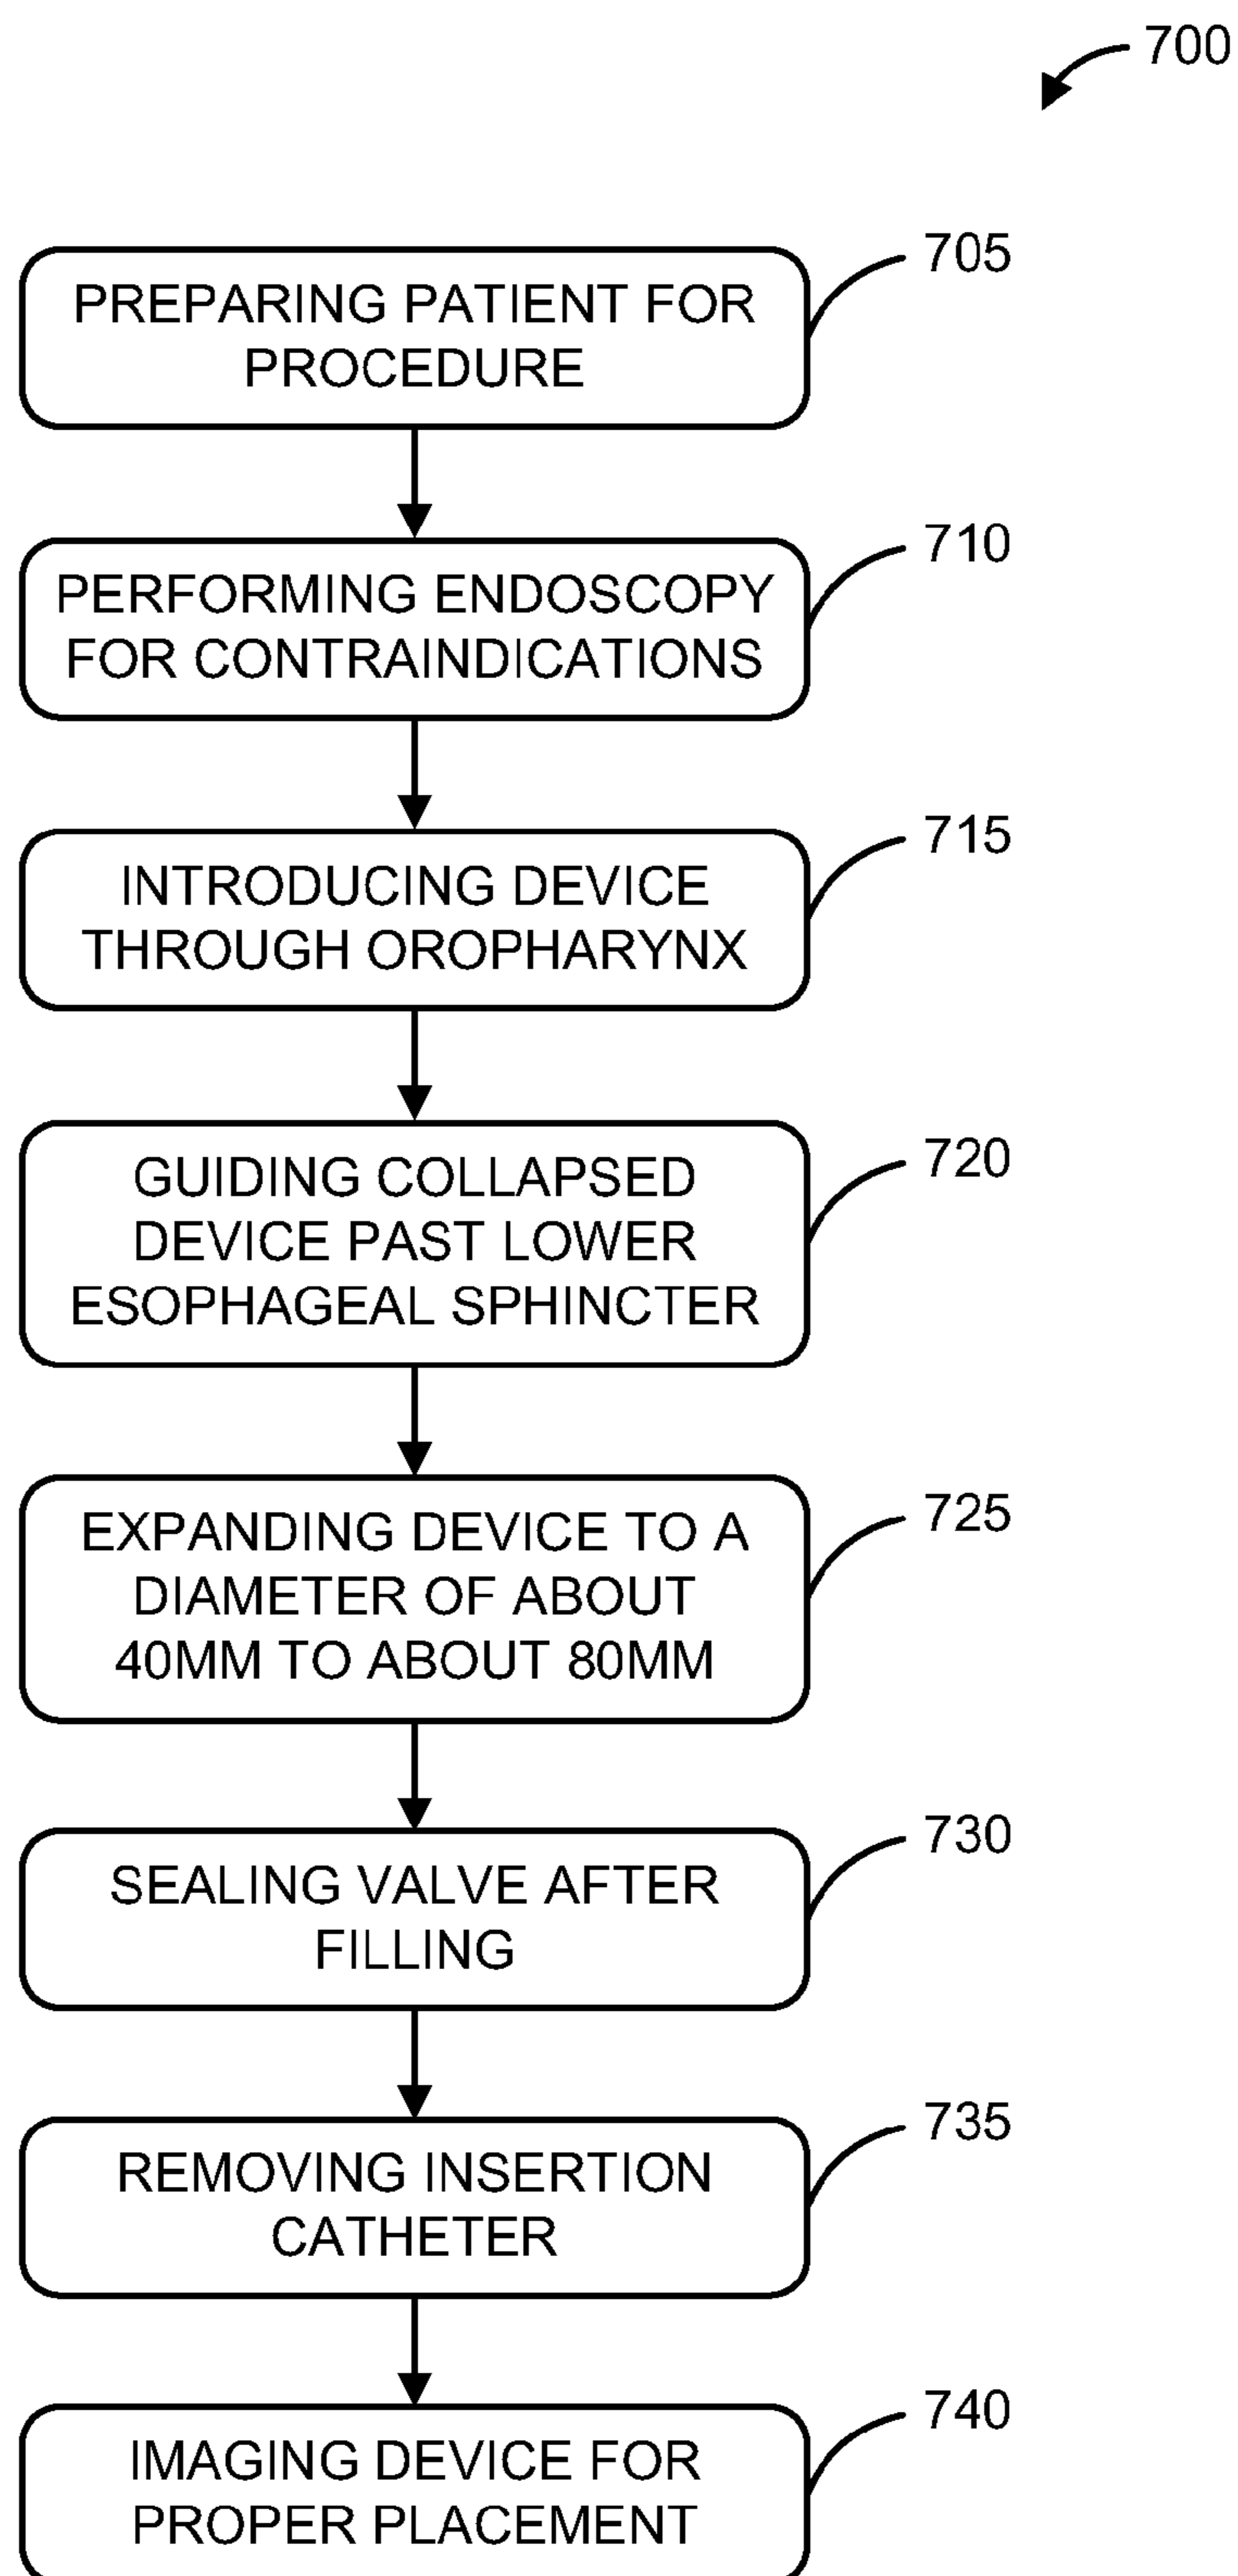 700
PREPARING PATIENT FOR
PROCEDURE
705
PERFORMING ENDOSCOPY
FOR CONTRAINDICATIONS
710
INTRODUCING DEVICE
THROUGH OROPHARYNX
715
GUIDING COLLAPSED
DEVICE PAST LOWER
ESOPHAGEAL SPHINCTER
720
EXPANDING DEVICE TO A
DIAMETER OF ABOUT
40MM TO ABOUT 80MM
725
SEALING VALVE AFTER
FILLING
730
REMOVING INSERTION
CATHETER
735
IMAGING DEVICE FOR
PROPER PLACEMENT
740